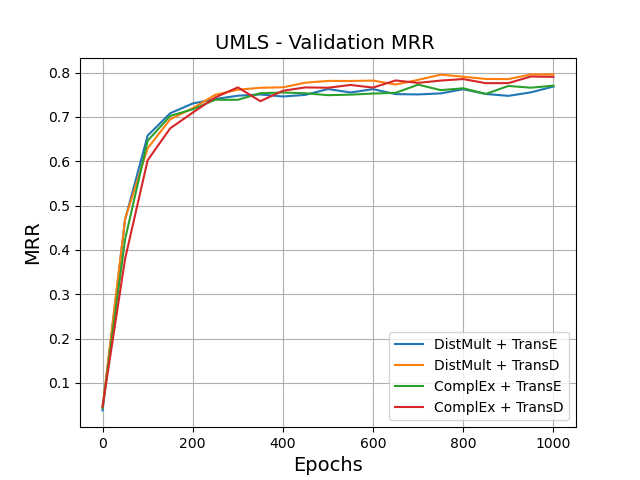 UMLS - Validation MRR
MRR
0.8
0.7
0.6
0.5
0.4
0.3
0.2
0.1
0
200
400
600
800
1000
Epochs
DistMult + TransE
DistMult + TransD
ComplEx + TransE
ComplEx + TransD